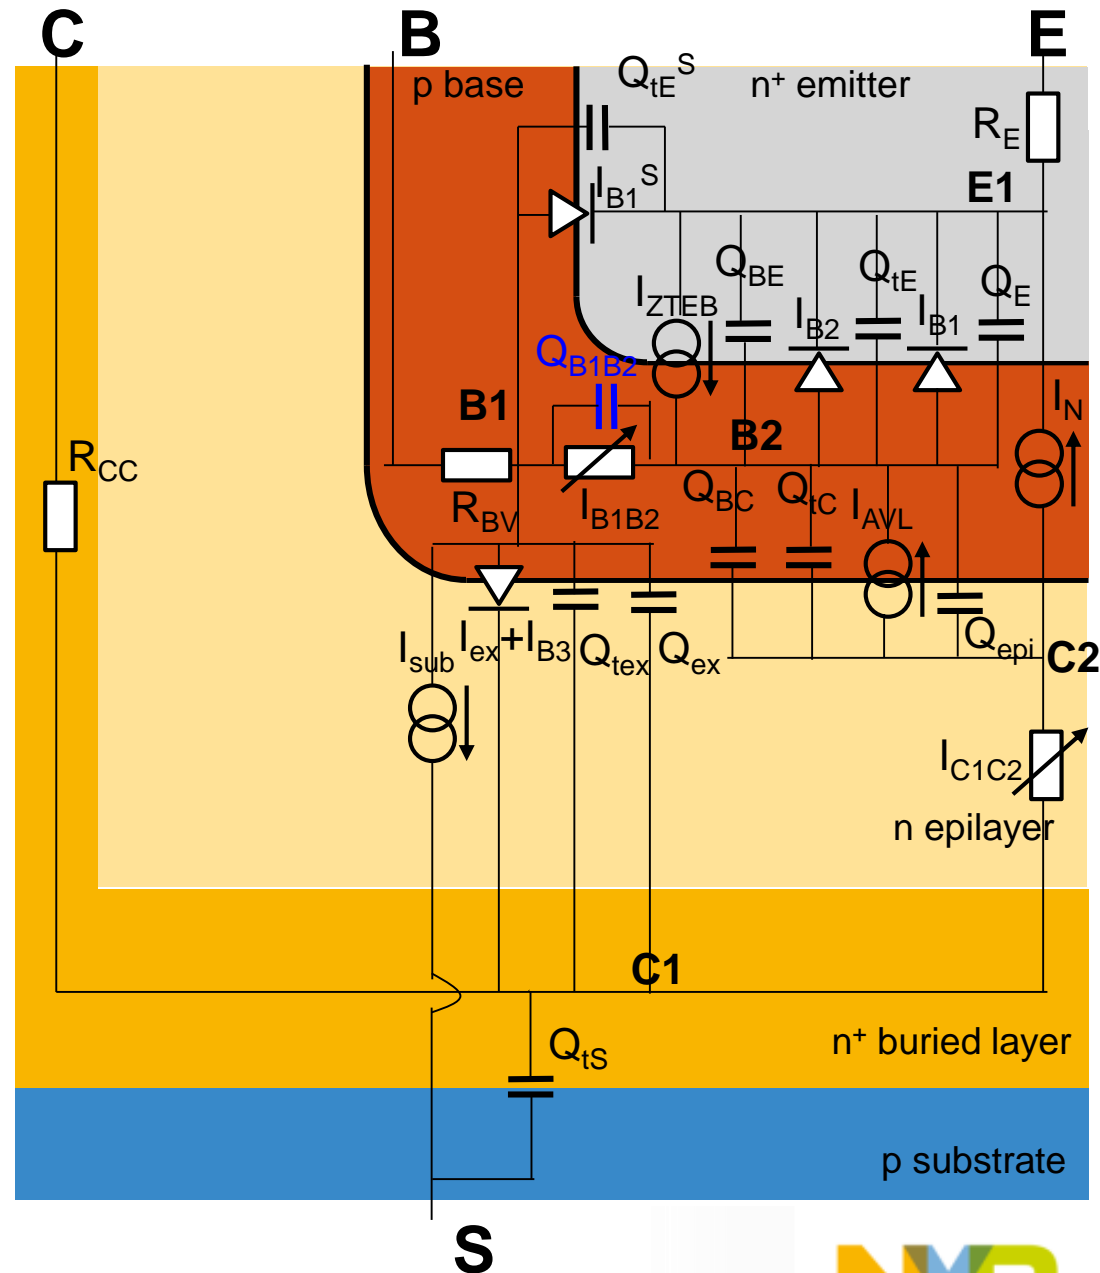 C
B
E
p base
Q_tE^S
n⁺ emitter
R_E
E1
I_B1^S
Q_BE
Q_tE
Q_E
I_ZTEB
I_B2
I_B1
Q_B1B2
B1
I_N
B2
R_CC
R_BV
I_B1B2
Q_BC
Q_tC
I_AVL
I_sub
I_ex+I_B3
Q_tex
Q_ex
Q_epi
C2
I_C1C2
n epilayer
C1
Q_tS
n⁺ buried layer
p substrate
S